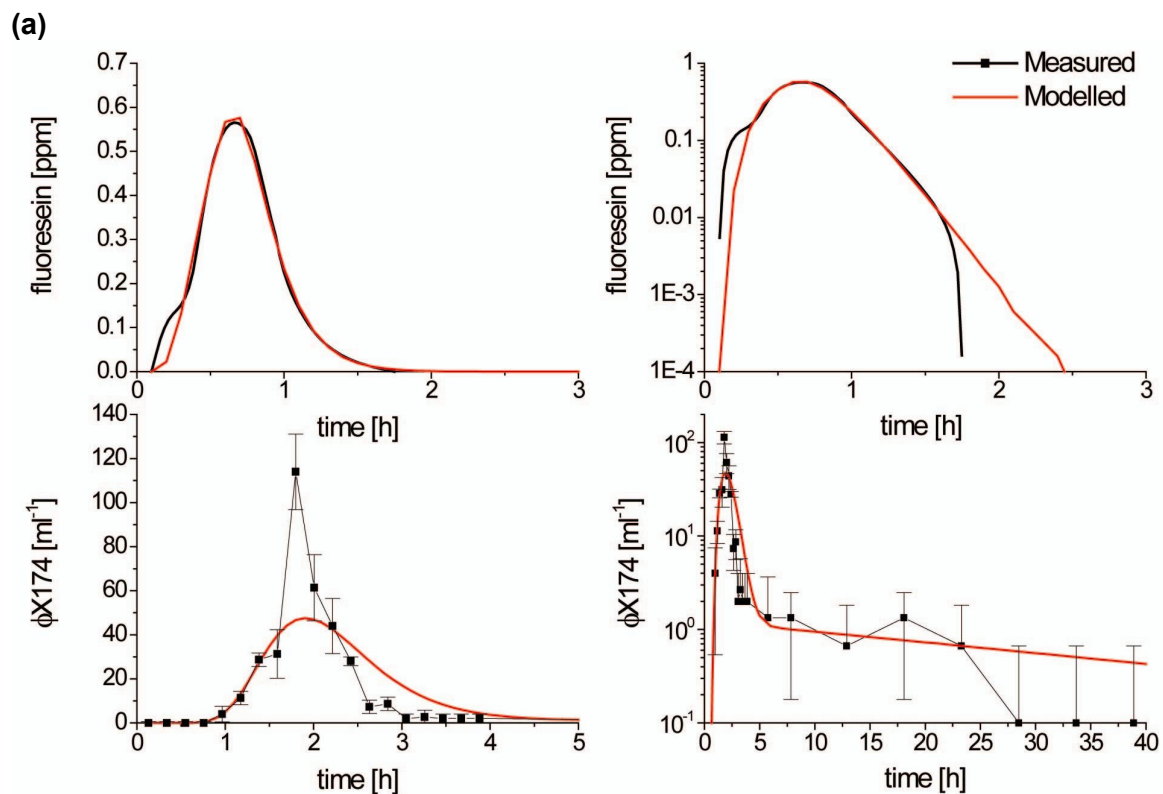 (a)
0.7
0.6
0.5
0.4
0.3
0.2
0.1
0.0
fluoresein [ppm]
0 1 2 3
time [h]
1
0.1
0.01
1E-3
1E-4
fluoresein [ppm]
0 1 2 3
time [h]
Measured
Modelled
140
120
100
80
60
40
20
0
ϕX174 [ml⁻¹]
0 1 2 3 4 5
time [h]
10²
10¹
10⁰
10⁻¹
ϕX174 [ml⁻¹]
0 5 10 15 20 25 30 35 40
time [h]